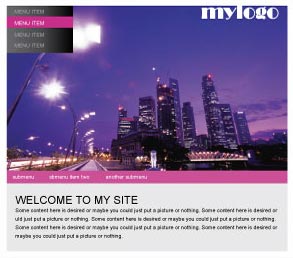 MENU ITEM
mylogo
MENU ITEM
MENU ITEM
MENU ITEM
submenu sbmenu item two another submenu
WELCOME TO MY SITE
Some content here is desired or maybe you could just put a picture or nothing. Some content here is desired or
uld just put a picture or nothing. Some content here is desired or maybe you could just put a picture or nothing.
Some content here is desired or maybe you could just put a picture or nothing. Some content here is desired or
maybe you could just put a picture or nothing.